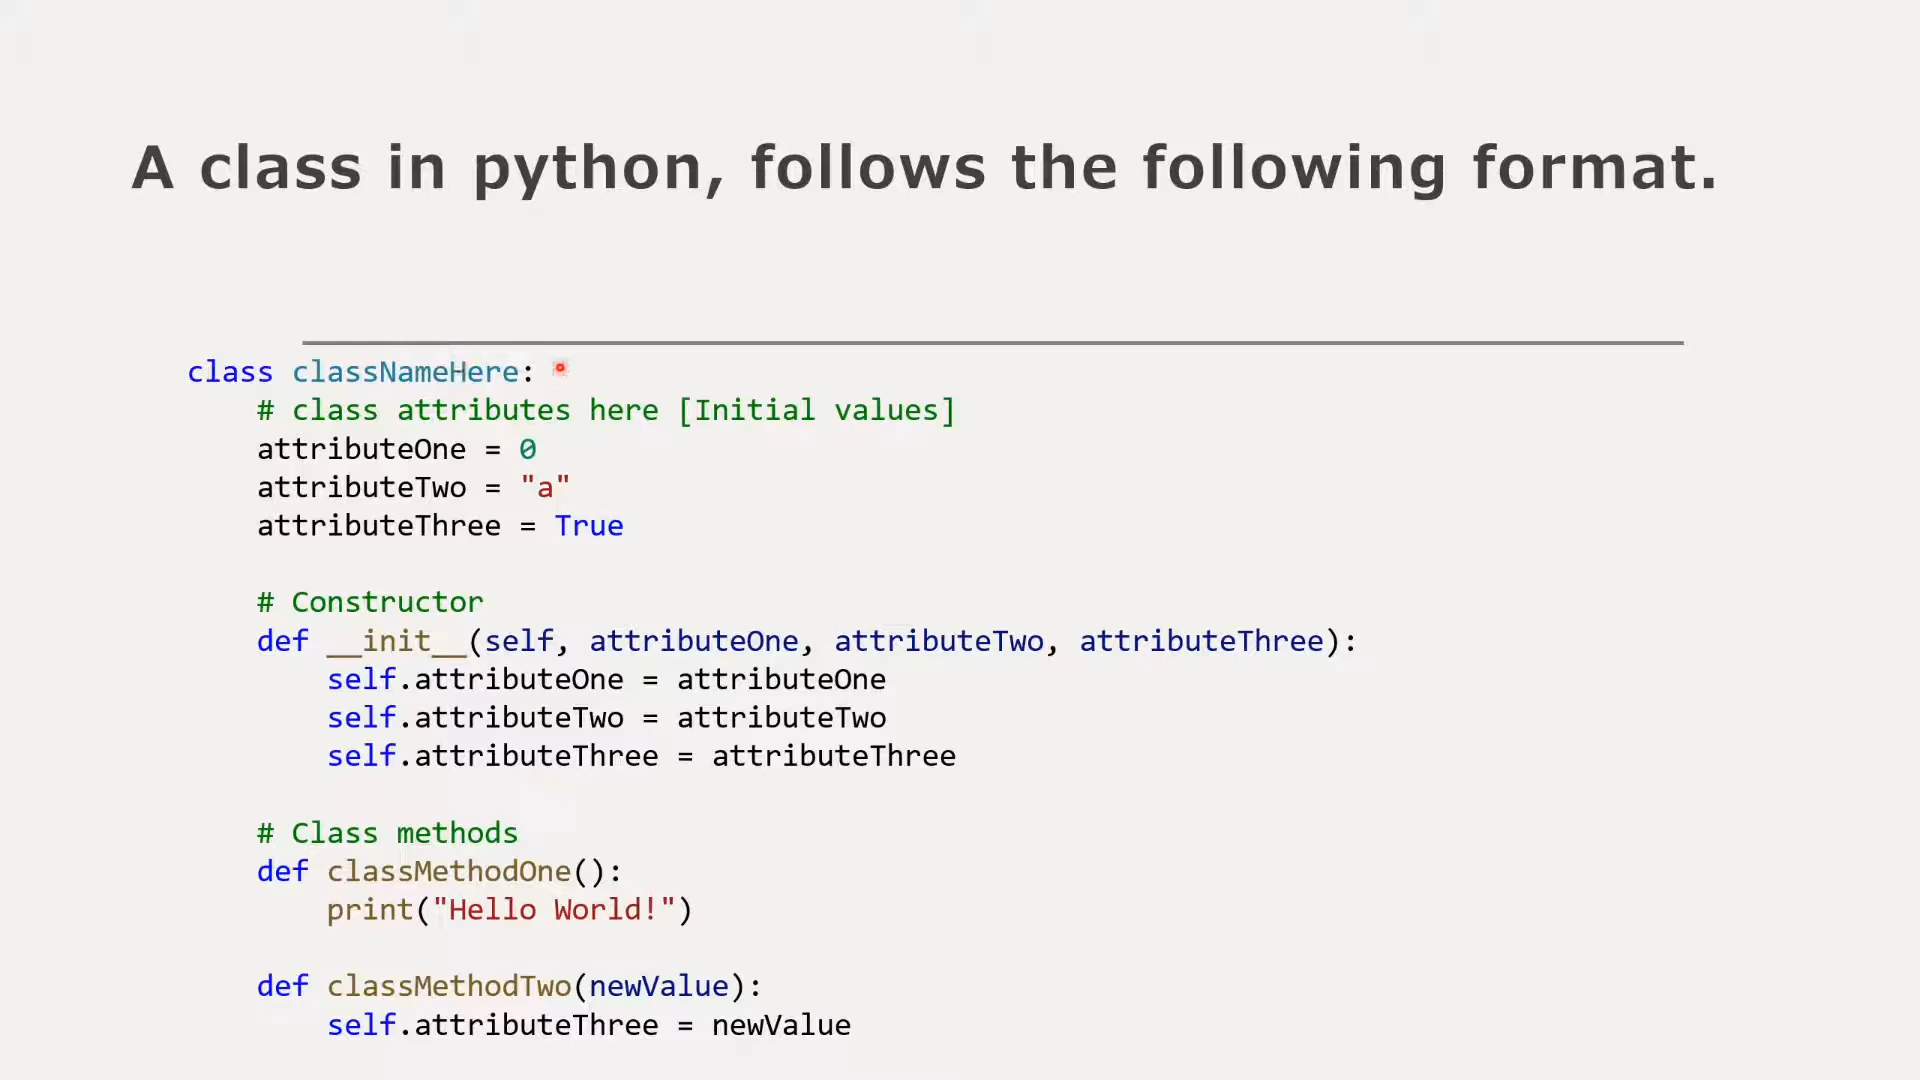 A class in python, follows the following format.
class classNameHere:
    # class attributes here [Initial values]
    attributeOne = 0
    attributeTwo = "a"
    attributeThree = True

    # Constructor
    def __init__(self, attributeOne, attributeTwo, attributeThree):
        self.attributeOne = attributeOne
        self.attributeTwo = attributeTwo
        self.attributeThree = attributeThree

    # Class methods
    def classMethodOne():
        print("Hello World!")

    def classMethodTwo(newValue):
        self.attributeThree = newValue